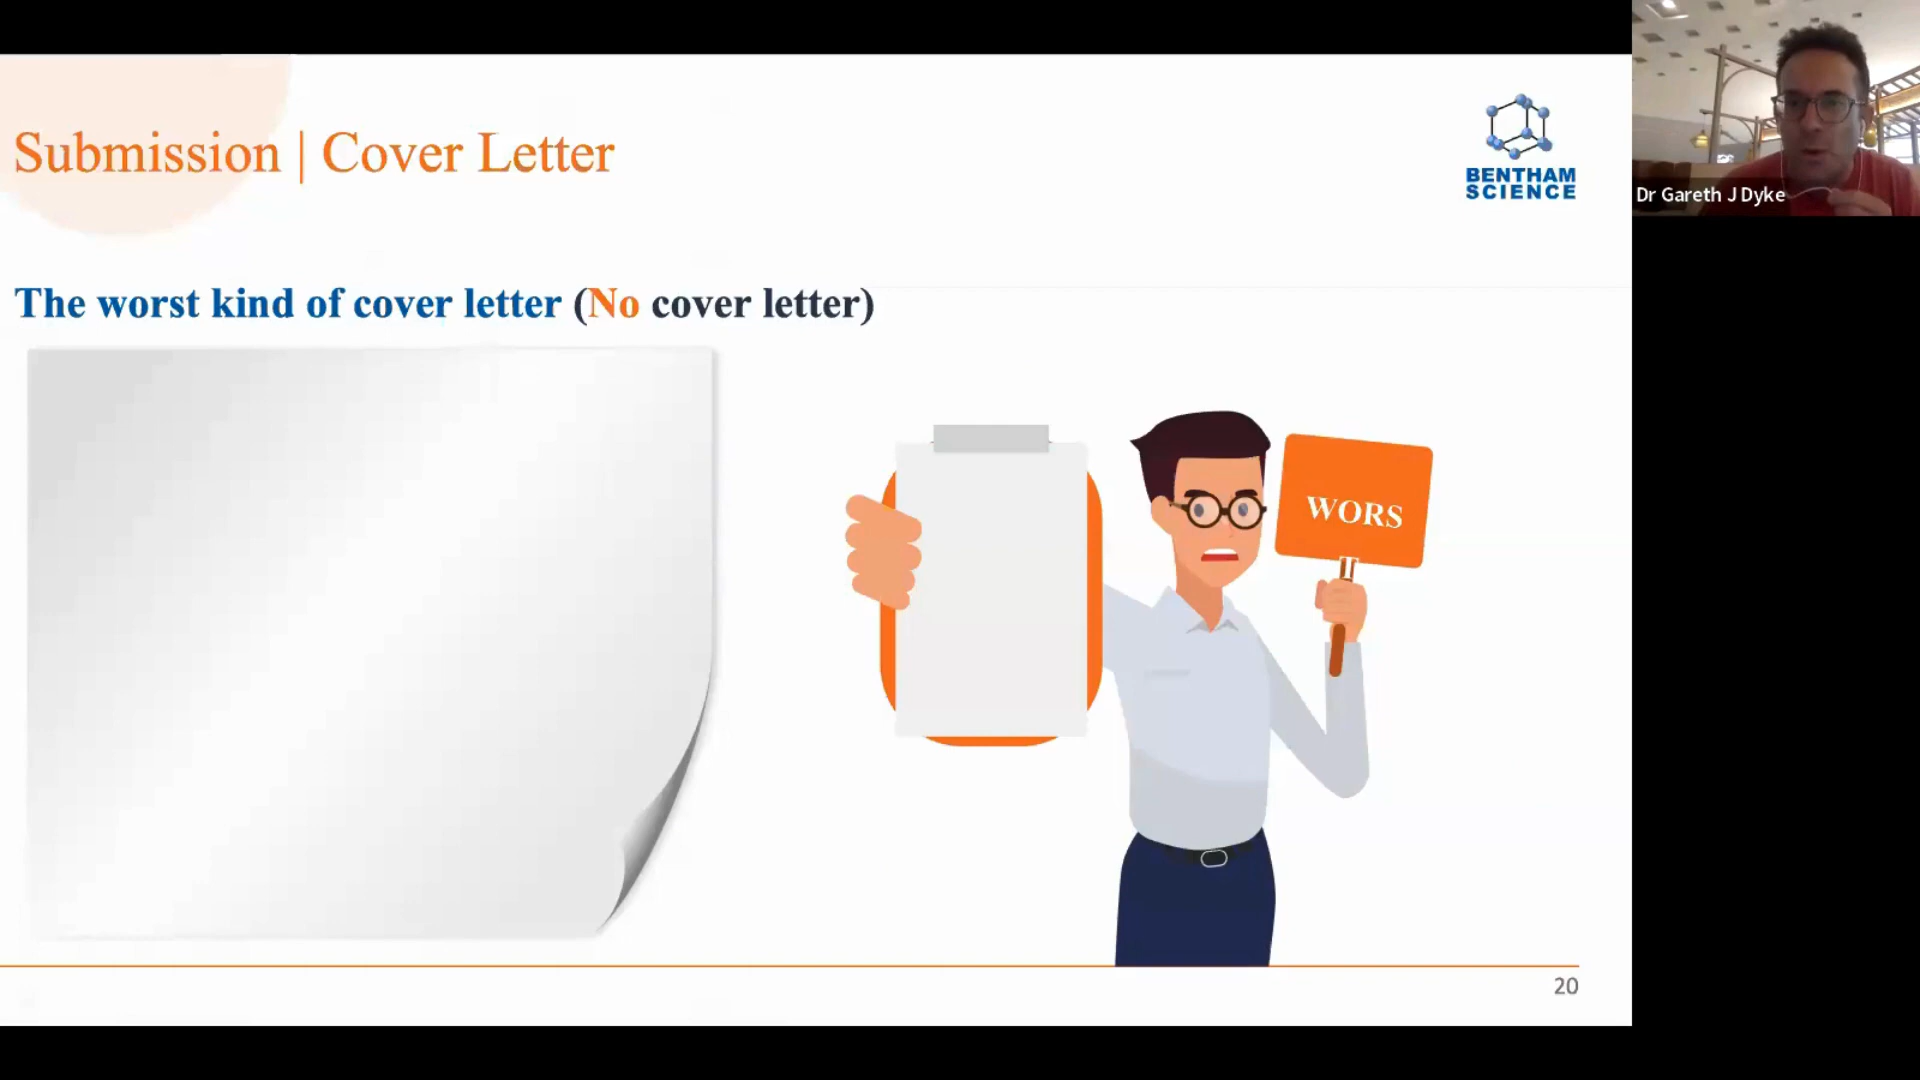 Submission | Cover Letter
BENTHAM
SCIENCE
Dr Gareth J Dyke
The worst kind of cover letter (No cover letter)
WORS
T
20